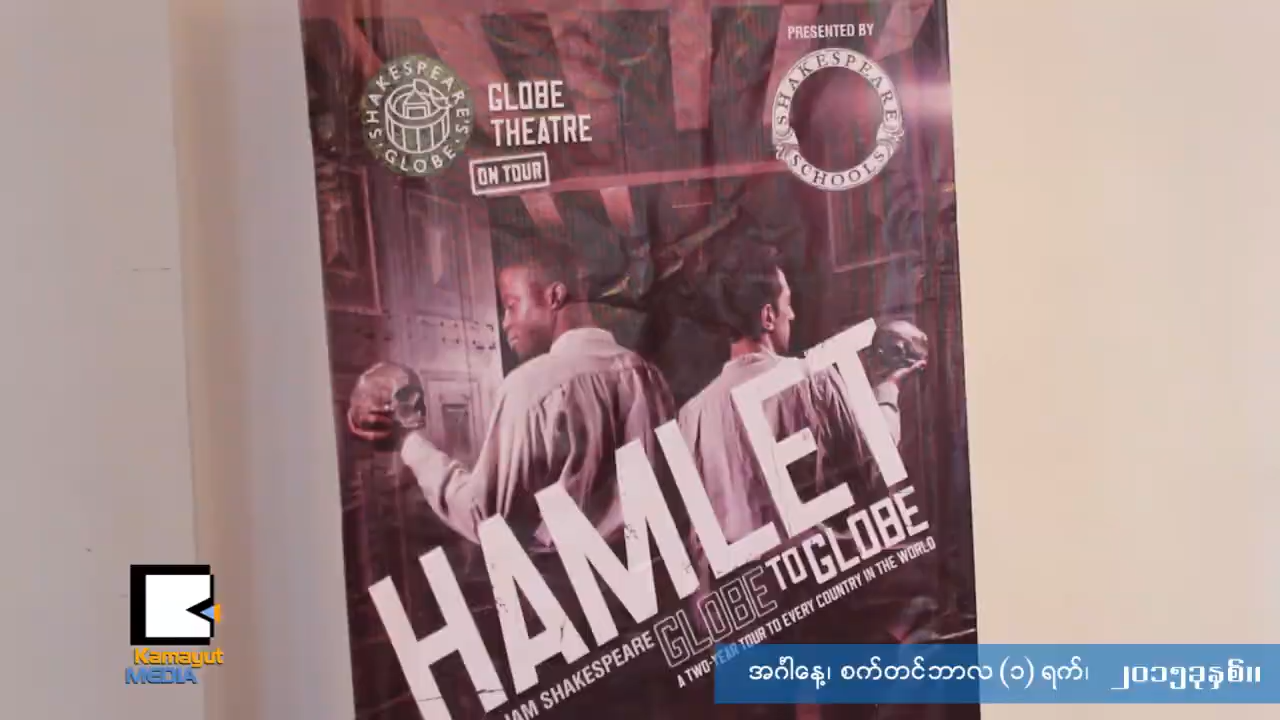 PRESENTED BY
SHAKESPEARE'S GLOBE
GLOBE
THEATRE
ON TOUR
SHAKESPEARE
SCHOOLS
HAMLET
IAM SHAKESPEARE
GLOBE TO GLOBE
A TWO-YEAR TOUR TO EVERY COUNTRY IN THE WORLD
Kamayut
MEDIA
အင်္ဂါနေ့၊ စက်တင်ဘာလ (၁) ရက်၊ ၂၀၁၅ခုနှစ်။